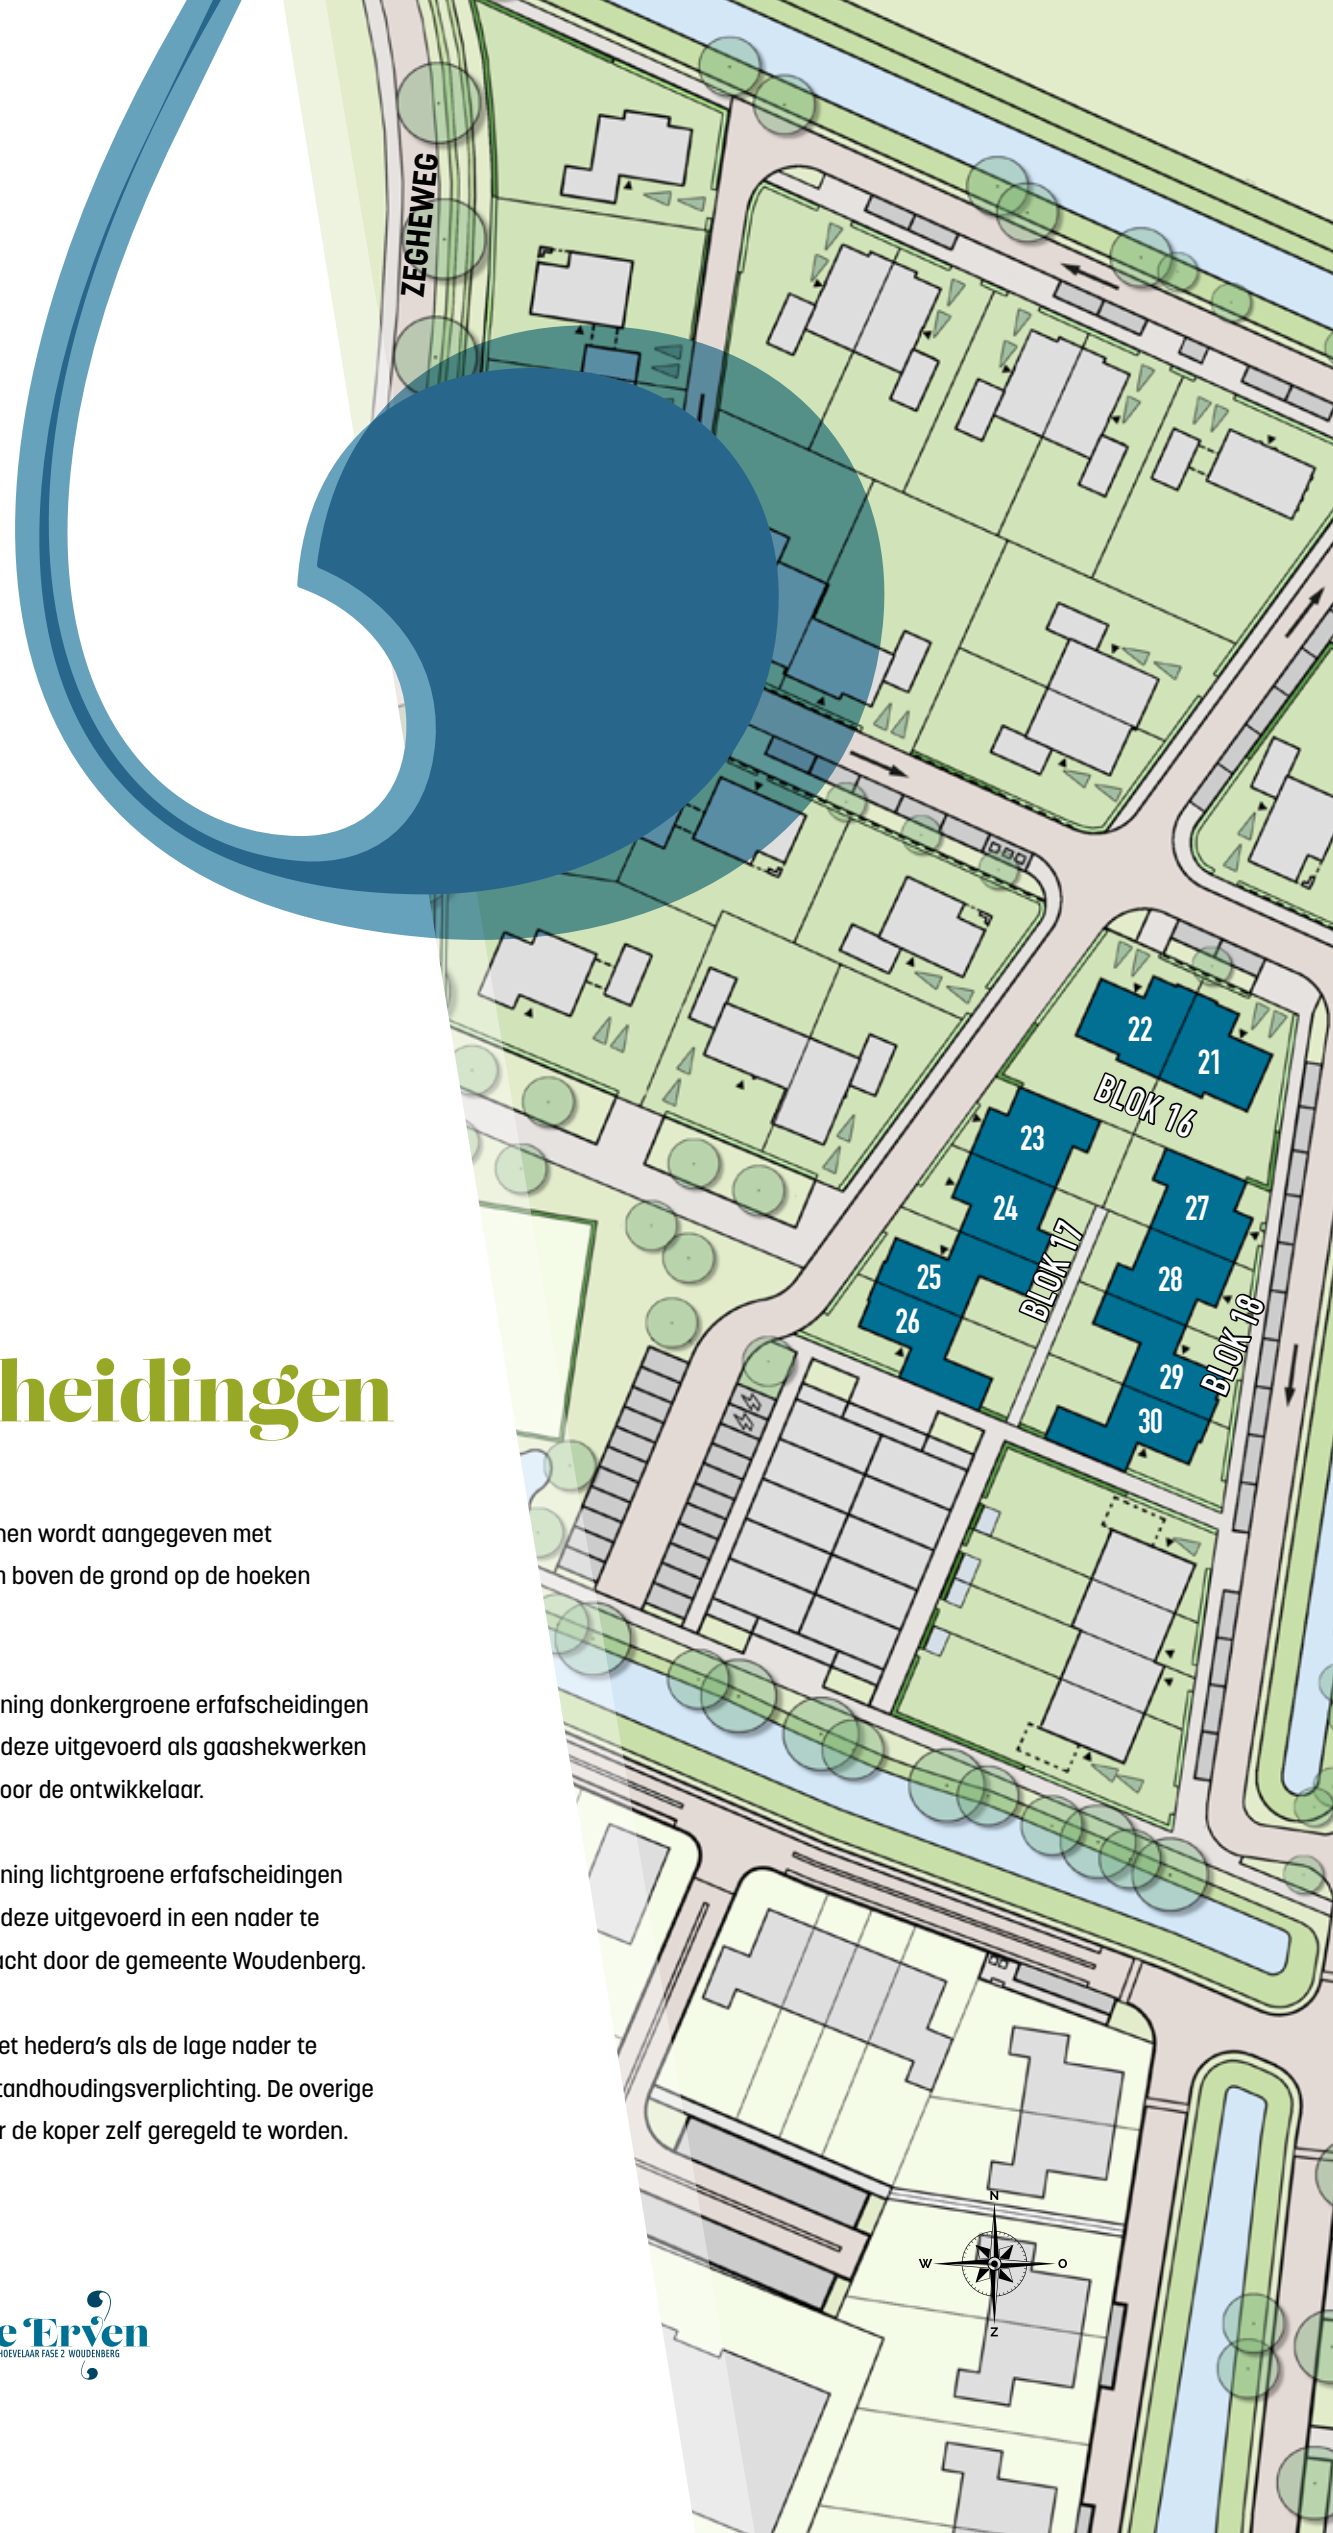 ZEGHEWEG
22
21
BLOK 16
23
24
25
26
BLOK 17
27
28
29
30
BLOK 18
heidingen
nen wordt aangegeven met
n boven de grond op de hoeken
ning donkergroene erfafscheidingen
deze uitgevoerd als gaashekwerken
oor de ontwikkelaar.
ning lichtgroene erfafscheidingen
deze uitgevoerd in een nader te
acht door de gemeente Woudenberg.
et hedera's als de lage nader te
tandhoudingsverplichting. De overige
r de koper zelf geregeld te worden.
N
W
O
Z
e Erven
HOEVELAAR FASE 2 WOUDENBERG